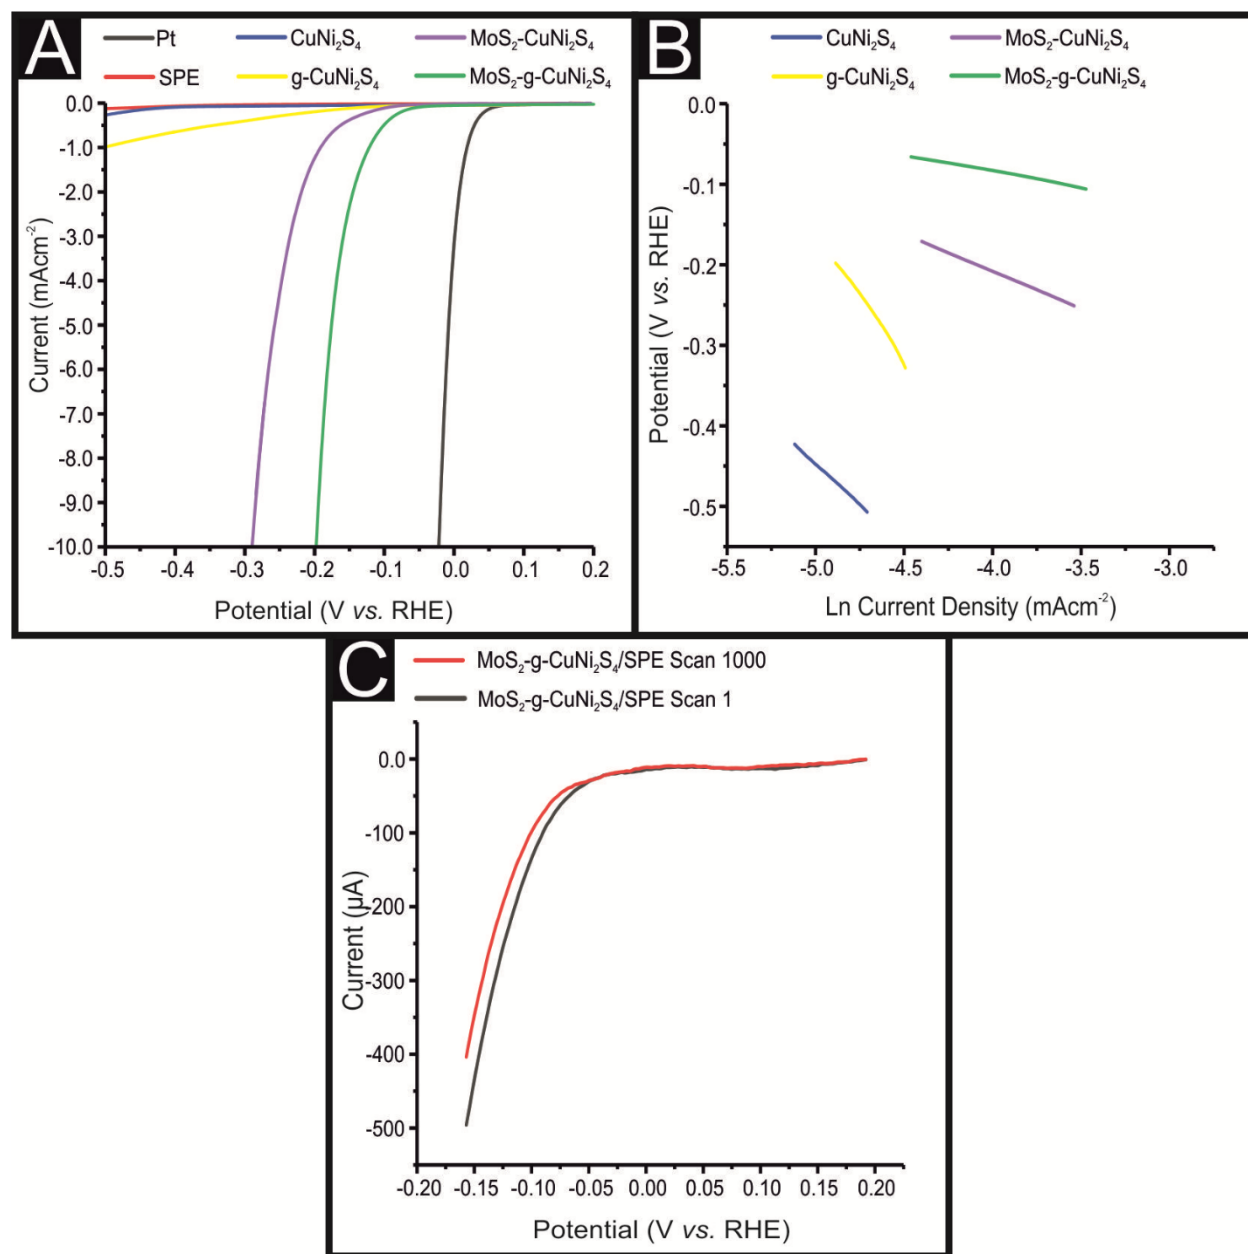 A
Pt
CuNi₂S₄
MoS₂-CuNi₂S₄
SPE
g-CuNi₂S₄
MoS₂-g-CuNi₂S₄
0.0
-1.0
-2.0
-3.0
-4.0
-5.0
-6.0
-7.0
-8.0
-9.0
-10.0
Current (mAcm⁻²)
-0.5 -0.4 -0.3 -0.2 -0.1 0.0 0.1 0.2
Potential (V vs. RHE)
B
CuNi₂S₄
MoS₂-CuNi₂S₄
g-CuNi₂S₄
MoS₂-g-CuNi₂S₄
0.0
-0.1
-0.2
-0.3
-0.4
-0.5
Potential (V vs. RHE)
-5.5 -5.0 -4.5 -4.0 -3.5 -3.0
Ln Current Density (mAcm⁻²)
C
MoS₂-g-CuNi₂S₄/SPE Scan 1000
MoS₂-g-CuNi₂S₄/SPE Scan 1
0.0
-100
-200
-300
-400
-500
Current (µA)
-0.20 -0.15 -0.10 -0.05 0.00 0.05 0.10 0.15 0.20
Potential (V vs. RHE)